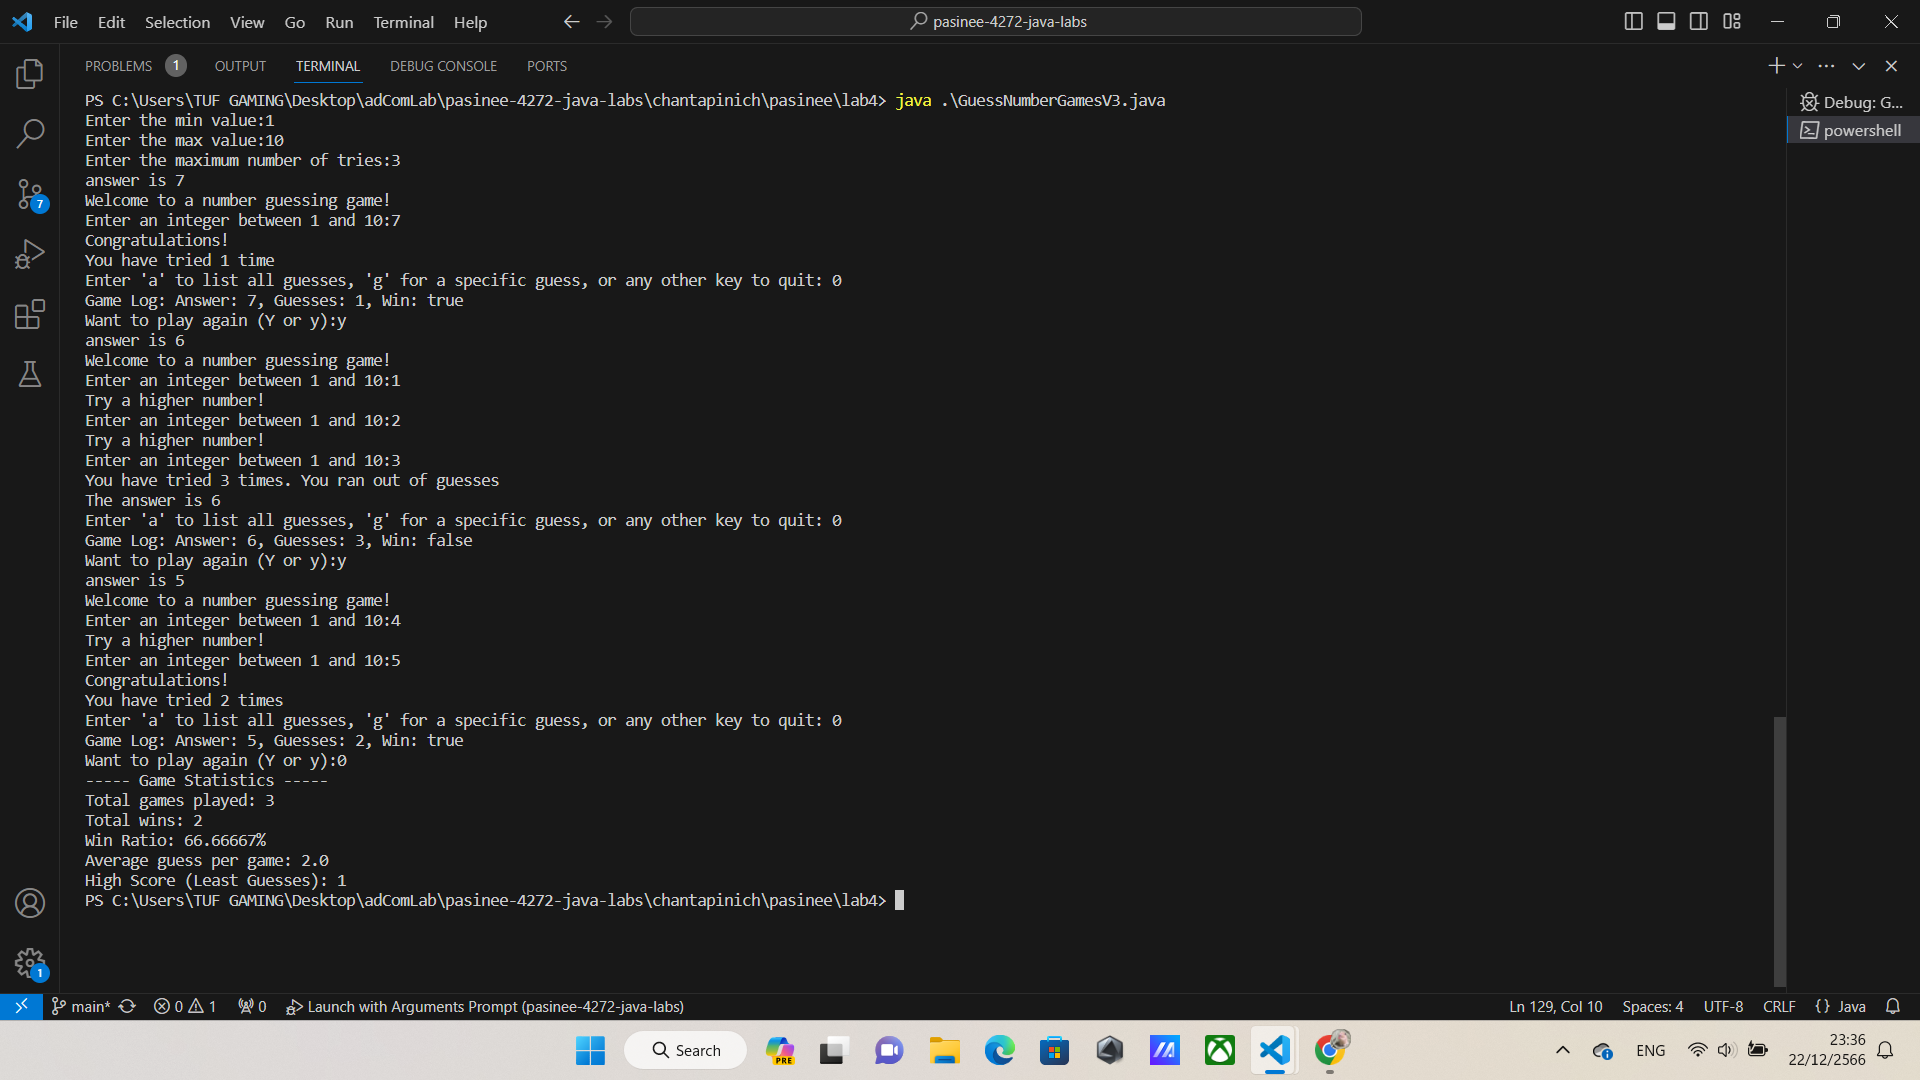 File Edit Selection View Go Run Terminal Help
pasinee-4272-java-labs
PROBLEMS 1 OUTPUT TERMINAL DEBUG CONSOLE PORTS
PS C:\Users\TUF GAMING\Desktop\adComLab\pasinee-4272-java-labs\chantapinich\pasinee\lab4> java .\GuessNumberGamesV3.java
Enter the min value:1
Enter the max value:10
Enter the maximum number of tries:3
answer is 7
Welcome to a number guessing game!
Enter an integer between 1 and 10:7
Congratulations!
You have tried 1 time
Enter 'a' to list all guesses, 'g' for a specific guess, or any other key to quit: 0
Game Log: Answer: 7, Guesses: 1, Win: true
Want to play again (Y or y):y
answer is 6
Welcome to a number guessing game!
Enter an integer between 1 and 10:1
Try a higher number!
Enter an integer between 1 and 10:2
Try a higher number!
Enter an integer between 1 and 10:3
You have tried 3 times. You ran out of guesses
The answer is 6
Enter 'a' to list all guesses, 'g' for a specific guess, or any other key to quit: 0
Game Log: Answer: 6, Guesses: 3, Win: false
Want to play again (Y or y):y
answer is 5
Welcome to a number guessing game!
Enter an integer between 1 and 10:4
Try a higher number!
Enter an integer between 1 and 10:5
Congratulations!
You have tried 2 times
Enter 'a' to list all guesses, 'g' for a specific guess, or any other key to quit: 0
Game Log: Answer: 5, Guesses: 2, Win: true
Want to play again (Y or y):0
----- Game Statistics -----
Total games played: 3
Total wins: 2
Win Ratio: 66.66667%
Average guess per game: 2.0
High Score (Least Guesses): 1
PS C:\Users\TUF GAMING\Desktop\adComLab\pasinee-4272-java-labs\chantapinich\pasinee\lab4>
Debug: G...
powershell
7
1
main* 0 1 0 Launch with Arguments Prompt (pasinee-4272-java-labs) Ln 129, Col 10 Spaces: 4 UTF-8 CRLF {} Java
Search
PRE
ENG
23:36
22/12/2566